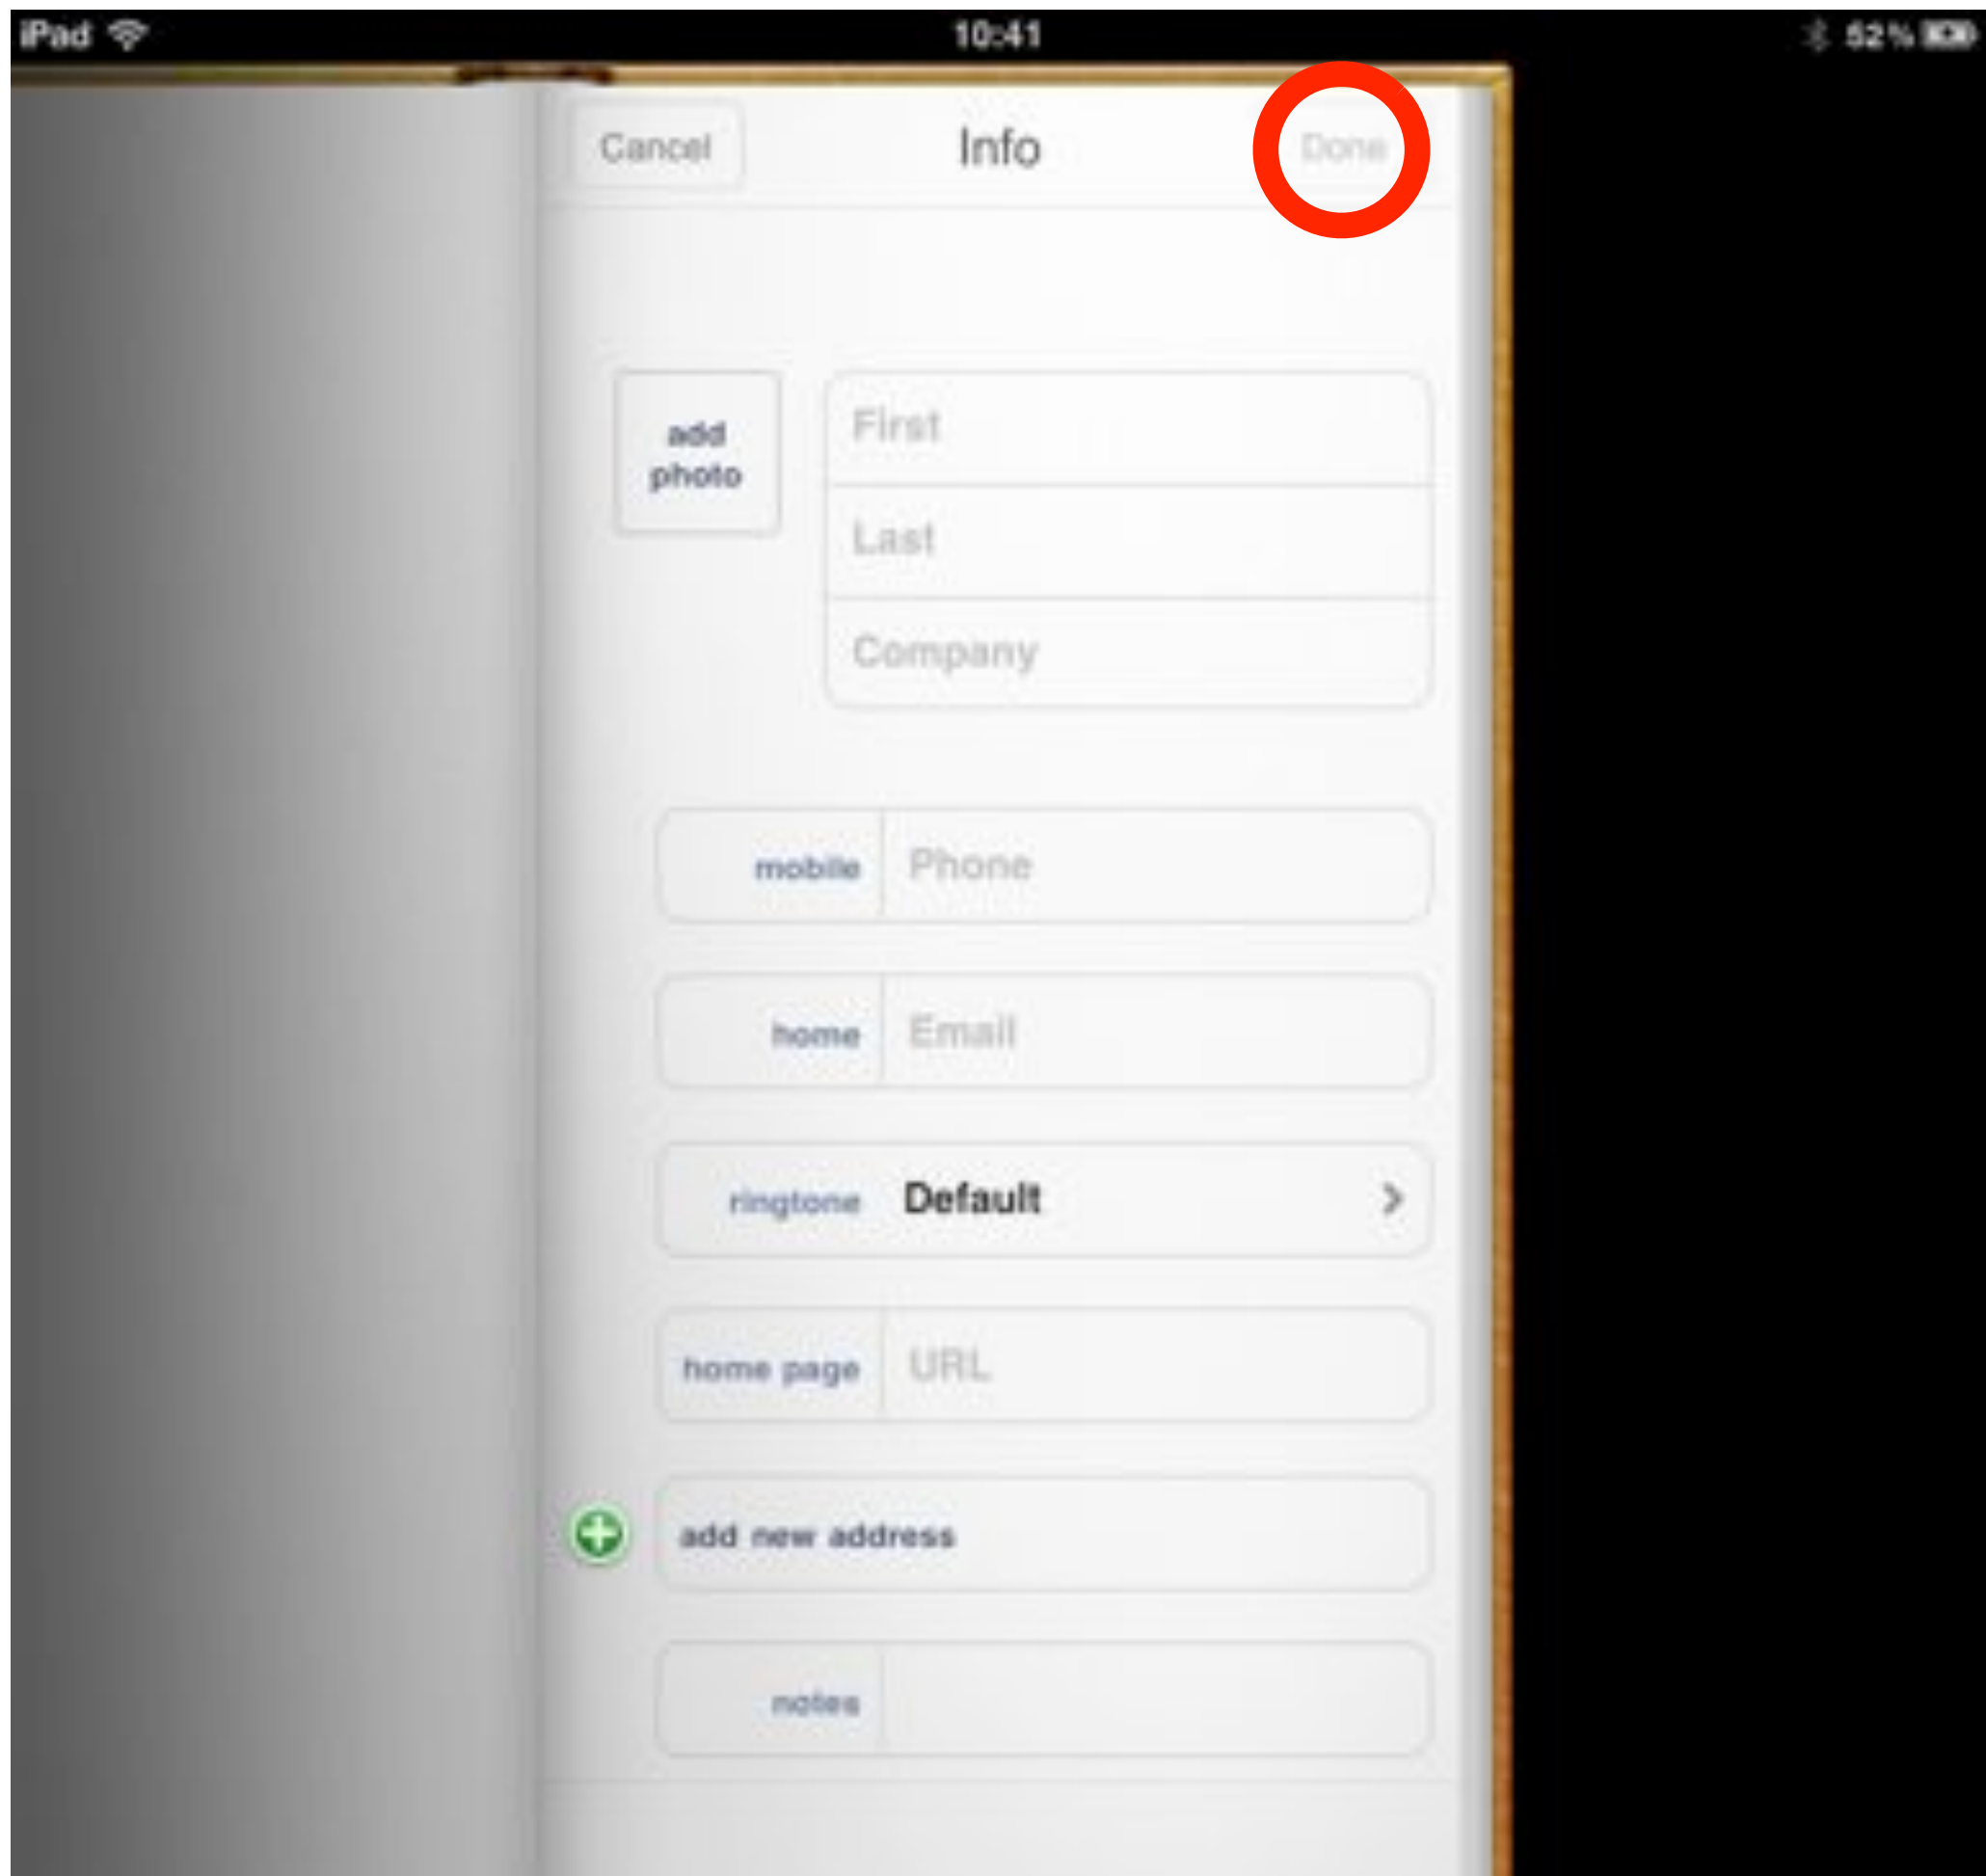 iPad 10:41 52%
Cancel Info Done
add
photo
First
Last
Company
mobile Phone
home Email
ringtone Default
home page URL
add new address
notes